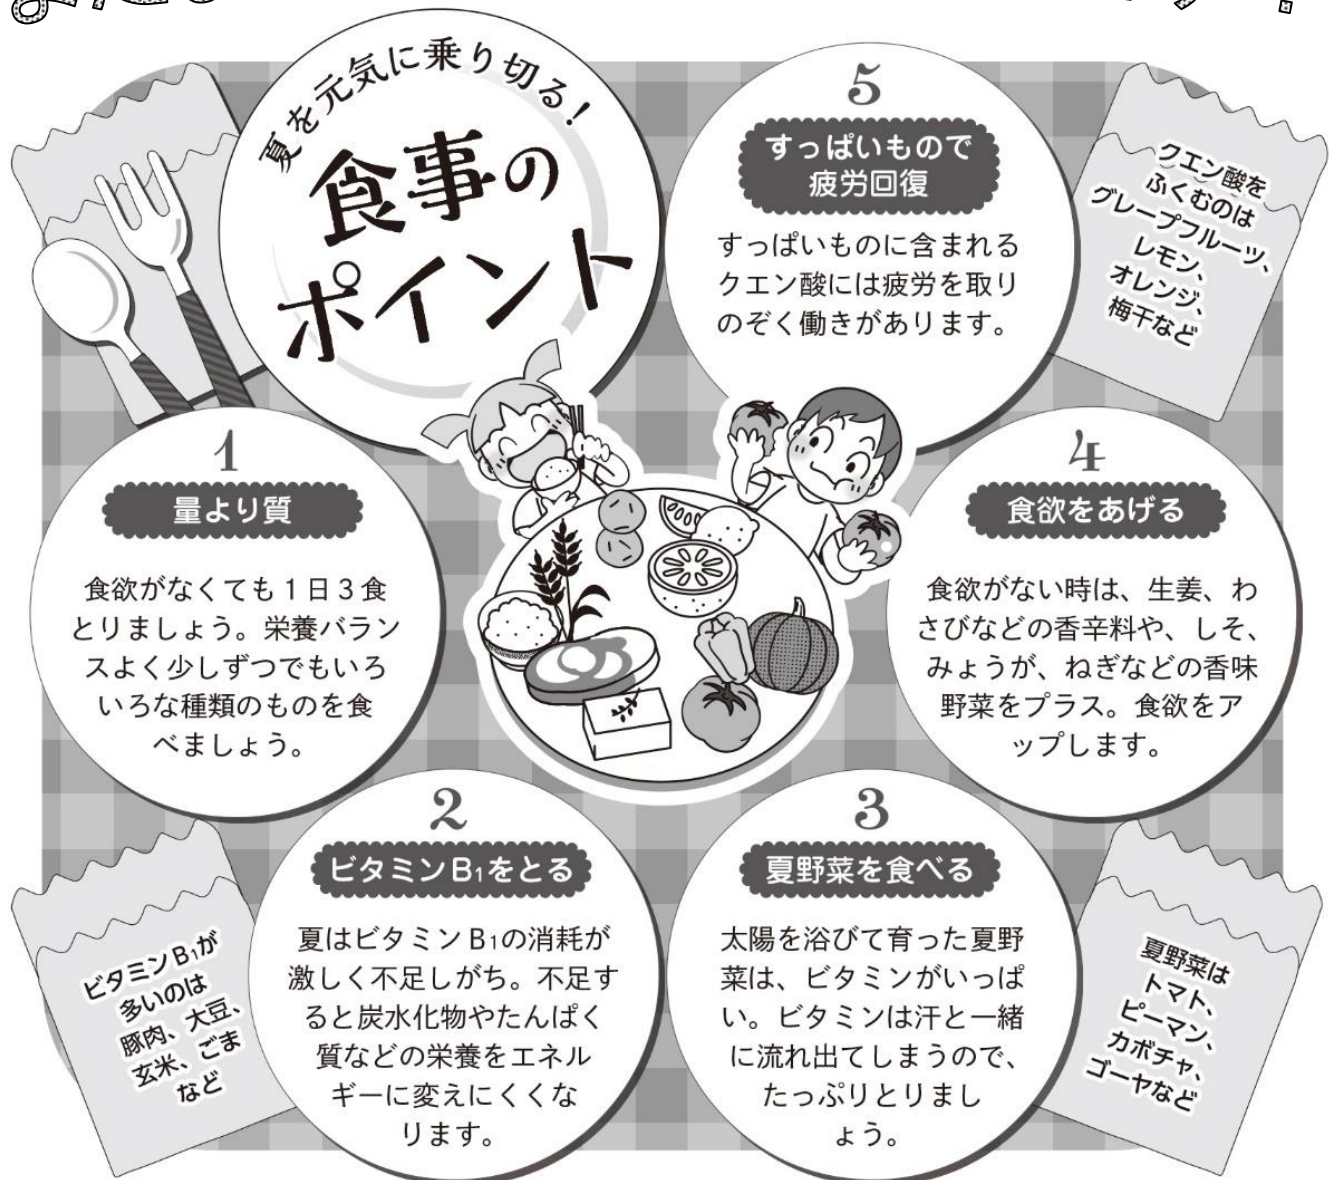 夏を元気に乗り切る！
食事の
ポイント
1
量より質
食欲がなくても１日３食
とりましょう。栄養バラン
スよく少しずつでもいろ
いろな種類のものを食
べましょう。
2
ビタミンB₁をとる
夏はビタミンB₁の消耗が
激しく不足しがち。不足す
ると炭水化物やたんぱく
質などの栄養をエネル
ギーに変えにくくな
ります。
ビタミンB₁が
多いのは
豚肉、大豆、
玄米、ごま
など
3
夏野菜を食べる
太陽を浴びて育った夏野
菜は、ビタミンがいっぱ
い。ビタミンは汗と一緒
に流れ出てしまうので、
たっぷりとりまし
ょう。
夏野菜は
トマト、
ピーマン、
カボチャ、
ゴーヤなど
4
食欲をあげる
食欲がない時は、生姜、わ
さびなどの香辛料や、しそ、
みょうが、ねぎなどの香味
野菜をプラス。食欲をア
ップします。
5
すっぱいもので
疲労回復
すっぱいものに含まれる
クエン酸には疲労を取り
のぞく働きがあります。
クエン酸を
ふくむのは
グレープフルーツ、
レモン、
オレンジ、
梅干など